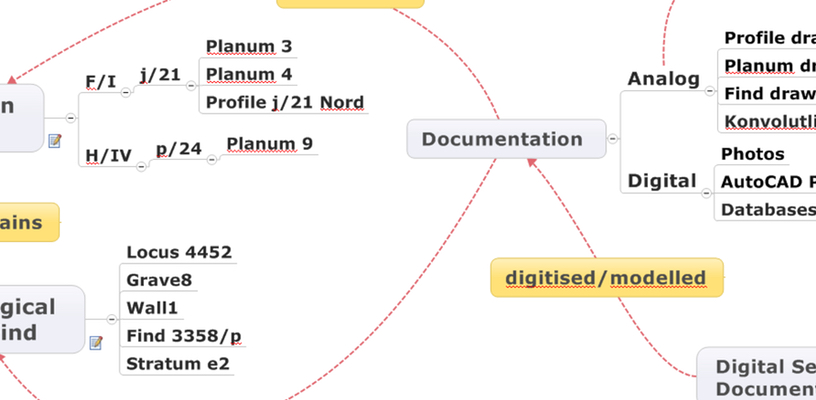 n
F/I
j/21
Planum 3
Planum 4
Profile j/21 Nord
H/IV
p/24
Planum 9
ains
gical
ind
Locus 4452
Grave8
Wall1
Find 3358/p
Stratum e2
Documentation
Analog
Profile dra
Planum dr
Find draw
Konvolutli
Digital
Photos
AutoCAD P
Databases
digitised/modelled
Digital Se
Document